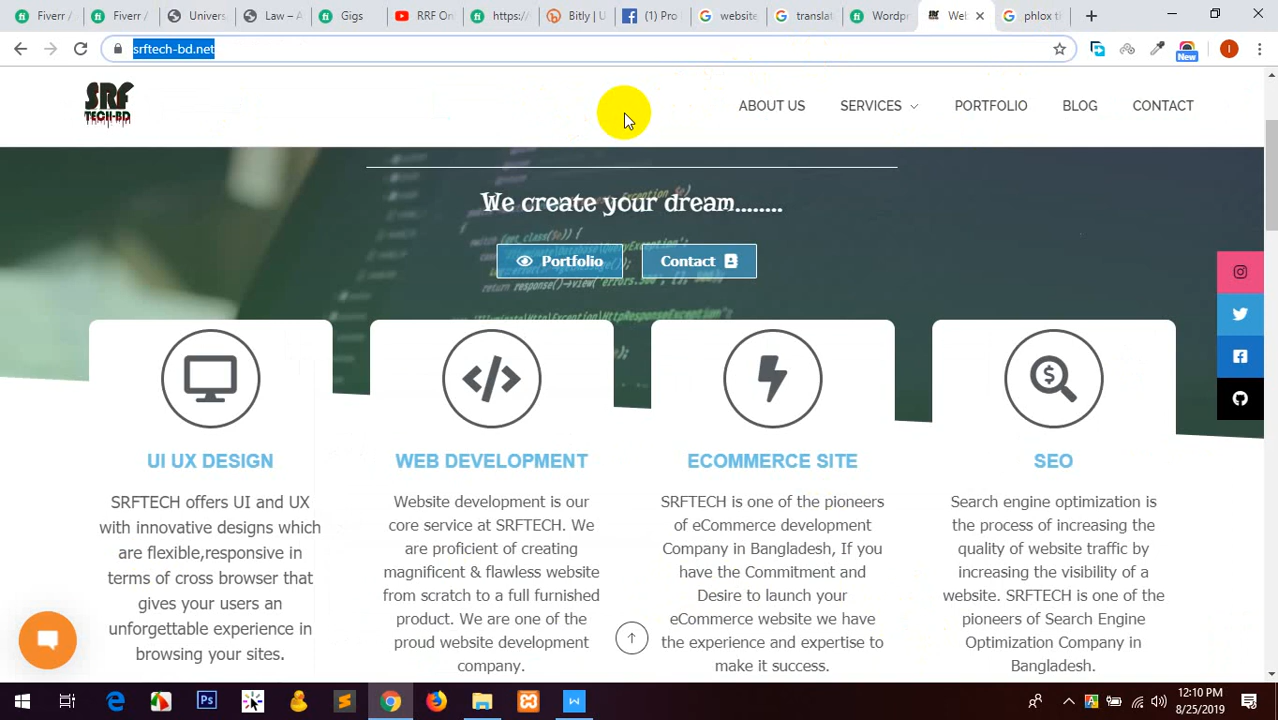 Fiverr /
Fiverr /
Univers
Law – A
Gigs
RRF On
https:/
Bitly | U
(1) Pro
website
translat
Wordpr
Web
phlox ti
srftech-bd.net
New
I
SRF
TECH-BD
ABOUT US
SERVICES
PORTFOLIO
BLOG
CONTACT
We create your dream........
Portfolio
Contact
UI UX DESIGN
SRFTECH offers UI and UX
with innovative designs which
are flexible,responsive in
terms of cross browser that
gives your users an
unforgettable experience in
browsing your sites.
WEB DEVELOPMENT
Website development is our
core service at SRFTECH. We
are proficient of creating
magnificent & flawless website
from scratch to a full furnished
product. We are one of the
proud website development
company.
ECOMMERCE SITE
SRFTECH is one of the pioneers
of eCommerce development
Company in Bangladesh, If you
have the Commitment and
Desire to launch your
eCommerce website we have
the experience and expertise to
make it success.
SEO
Search engine optimization is
the process of increasing the
quality of website traffic by
increasing the visibility of a
website. SRFTECH is one of the
pioneers of Search Engine
Optimization Company in
Bangladesh.
Ps
12:10 PM
8/25/2019